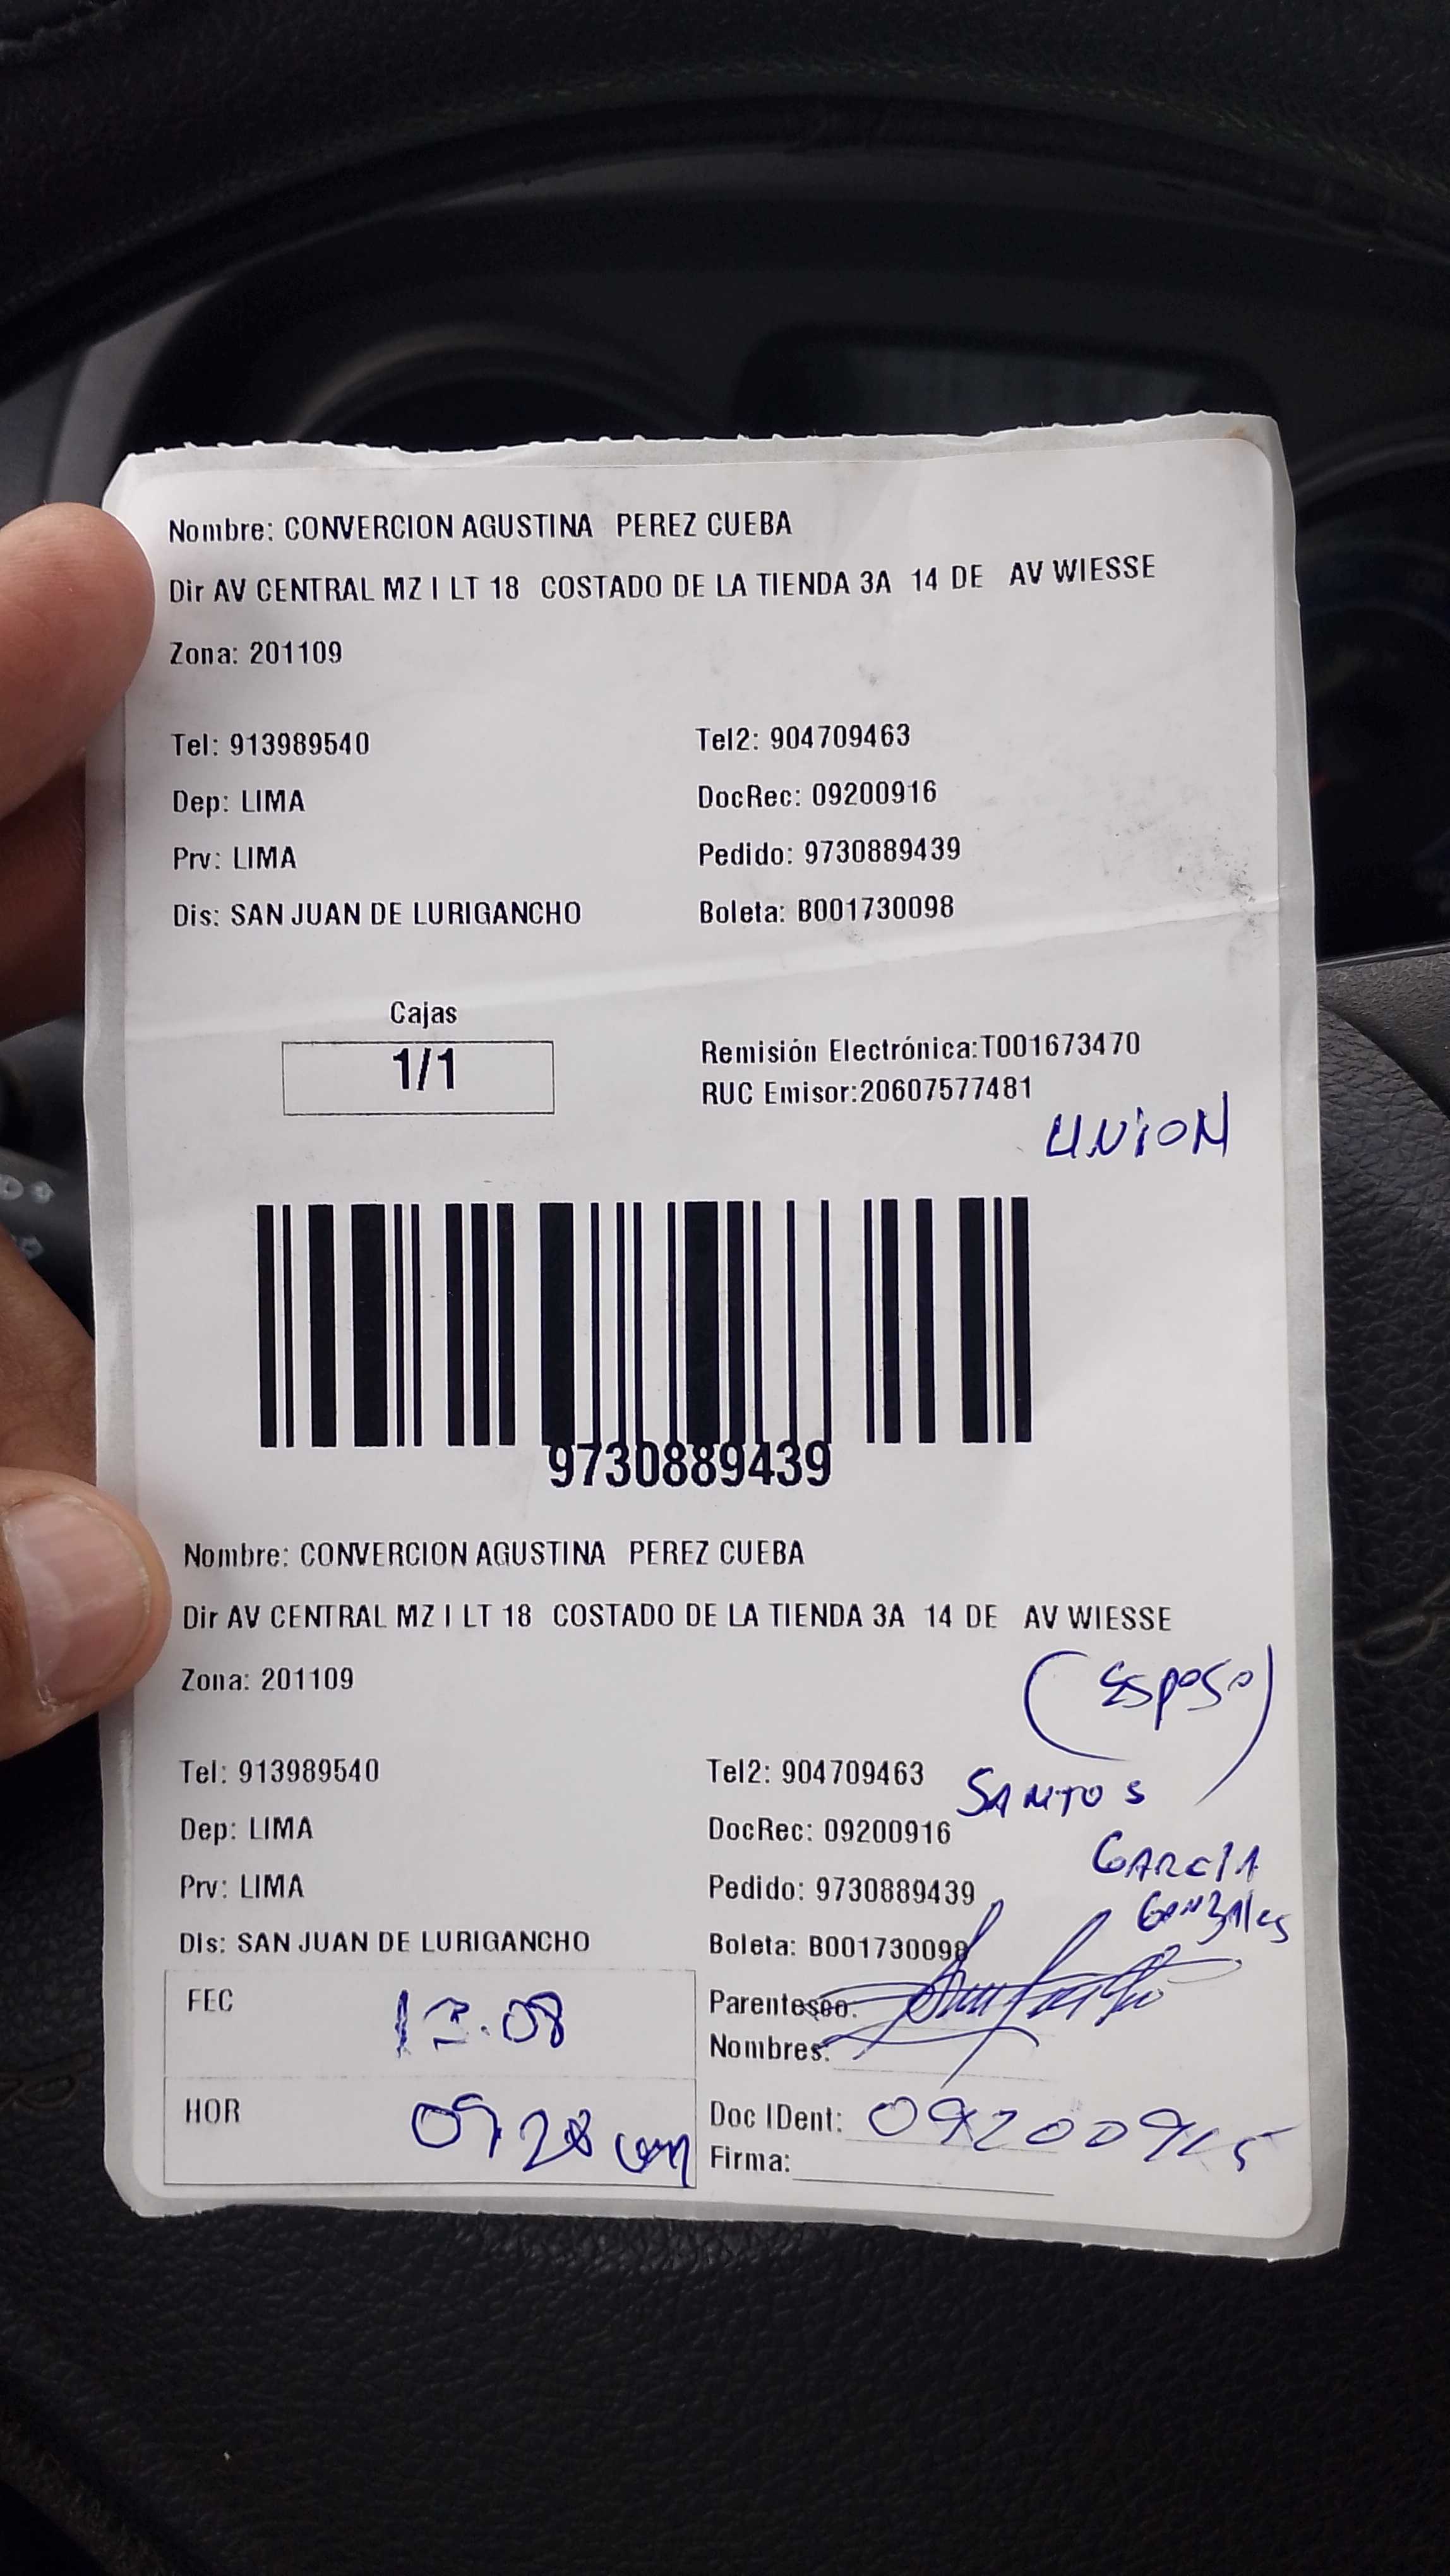 Nombre: CONVERCION AGUSTINA PEREZ CUEBA
Dir AV CENTRAL MZ I LT 18 COSTADO DE LA TIENDA 3A 14 DE AV WIESSE
Zona: 201109
Tel: 913989540 Tel2: 904709463
Dep: LIMA DocRec: 09200916
Prv: LIMA Pedido: 9730889439
Dis: SAN JUAN DE LURIGANCHO Boleta: B001730098
Cajas
1/1
Remisión Electrónica:T001673470
RUC Emisor:20607577481
UNION
9730889439
Nombre: CONVERCION AGUSTINA PEREZ CUEBA
Dir AV CENTRAL MZ I LT 18 COSTADO DE LA TIENDA 3A 14 DE AV WIESSE
Zona: 201109
(Esposo)
Tel: 913989540 Tel2: 904709463
SANTOS
Dep: LIMA DocRec: 09200916
GARCIA
Prv: LIMA Pedido: 9730889439
Gonzales
DIs: SAN JUAN DE LURIGANCHO Boleta: B001730098
FEC 13.08
Parentesco:
Nombres:
HOR 09 28 am
Doc IDent: 09200915
Firma: